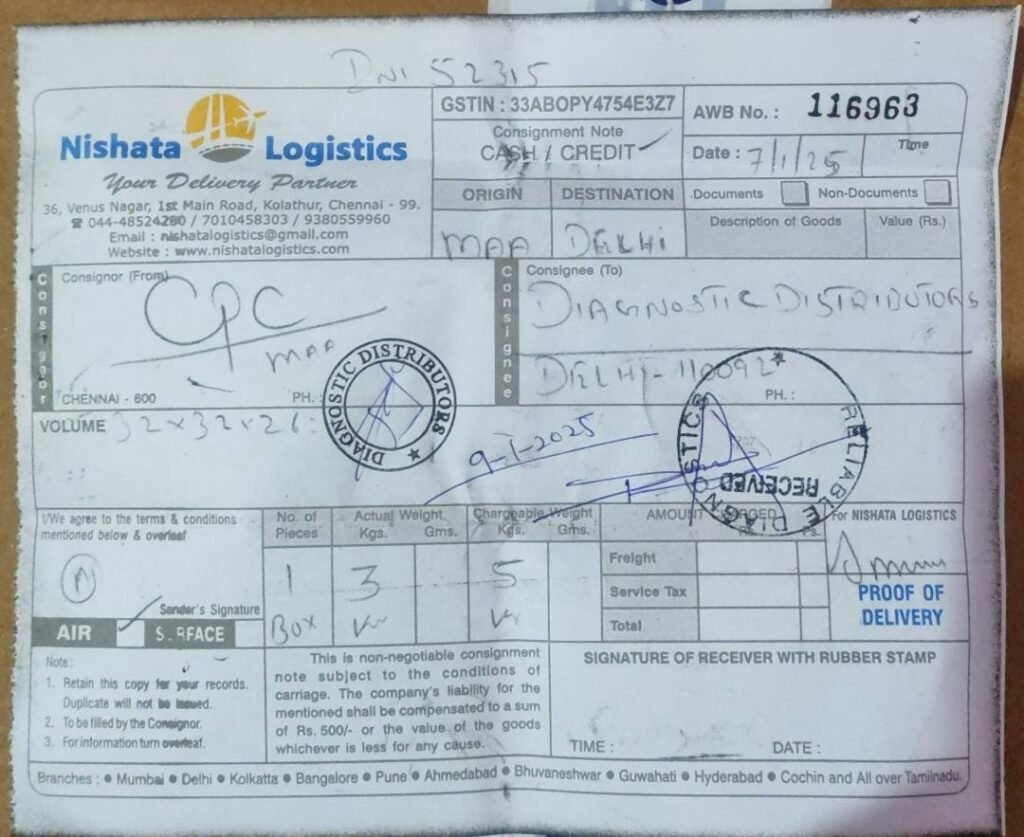 DNI 52315
Nishata Logistics
Your Delivery Partner
36, Venus Nagar, 1st Main Road, Kolathur, Chennai - 99.
☎ 044-48524280 / 7010458303 / 9380559960
Email : nishatalogistics@gmail.com
Website : www.nishatalogistics.com
GSTIN : 33ABOPY4754E3Z7
Consignment Note
CASH / CREDIT
AWB No. : 116963
Date : 7/1/25
Time
ORIGIN DESTINATION
MAA DELHI
Documents Non-Documents
Description of Goods Value (Rs.)
Consignor
Consignor (From)
CPC
MAA
CHENNAI - 600 PH. :
Consignee
Consignee (To)
DIAGNOSTIC DISTRIBUTORS
DELHI - 110092
PH. :
DIAGNOSTIC DISTRIBUTORS
VOLUME 32x32x26
9-1-2025
RELIABLE DIAGNOSTICS
RECEIVED
I/We agree to the terms & conditions
mentioned below & overleaf
Sender's Signature
AIR SURFACE
No. of Pieces
Actual Weight
Kgs. Gms.
Chargeable Weight
Kgs. Gms.
1 3 5
BOX
AMOUNT CHARGED
Rs. Ps.
Freight
Service Tax
Total
For NISHATA LOGISTICS
PROOF OF
DELIVERY
Note :
1. Retain this copy for your records.
Duplicate will not be issued.
2. To be filled by the Consignor.
3. For information turn overleaf.
This is non-negotiable consignment
note subject to the conditions of
carriage. The company's liability for the
mentioned shall be compensated to a sum
of Rs. 500/- or the value of the goods
whichever is less for any cause.
SIGNATURE OF RECEIVER WITH RUBBER STAMP
TIME : DATE :
Branches : ● Mumbai ● Delhi ● Kolkatta ● Bangalore ● Pune ● Ahmedabad ● Bhuvaneshwar ● Guwahati ● Hyderabad ● Cochin and All over Tamilnadu.